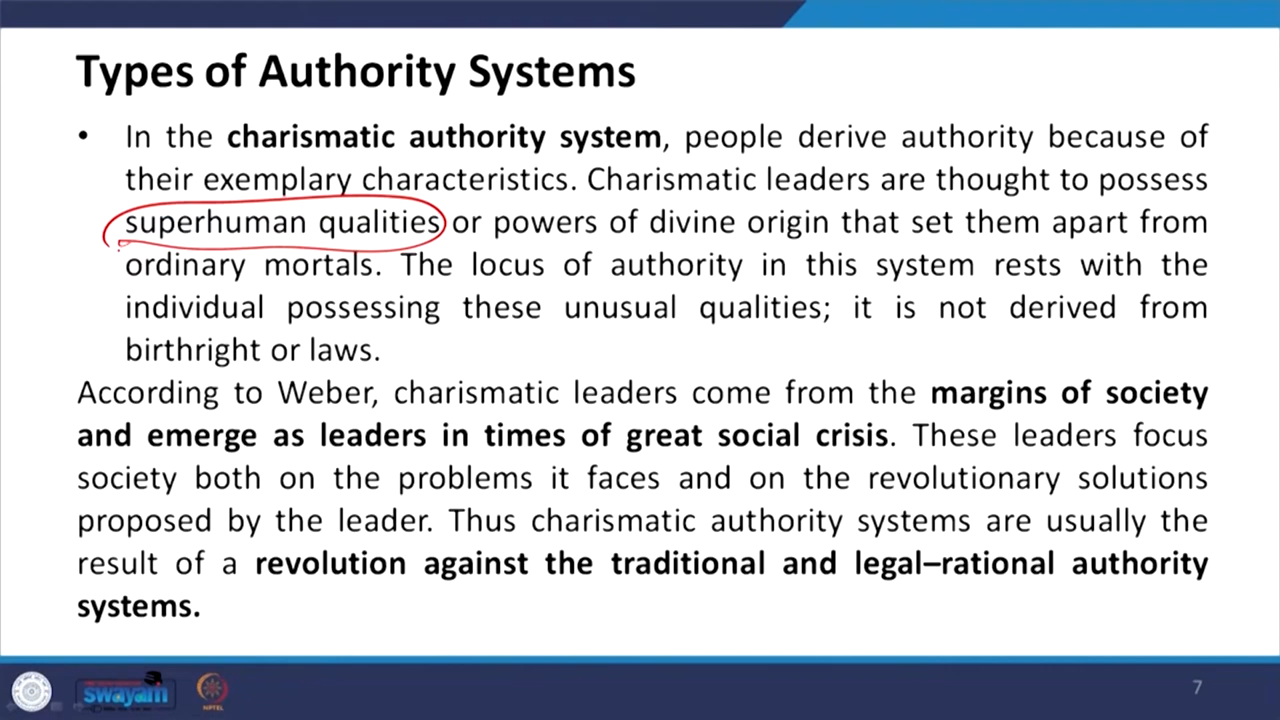 Types of Authority Systems
• In the charismatic authority system, people derive authority because of
their exemplary characteristics. Charismatic leaders are thought to possess
superhuman qualities or powers of divine origin that set them apart from
ordinary mortals. The locus of authority in this system rests with the
individual possessing these unusual qualities; it is not derived from
birthright or laws.
According to Weber, charismatic leaders come from the margins of society
and emerge as leaders in times of great social crisis. These leaders focus
society both on the problems it faces and on the revolutionary solutions
proposed by the leader. Thus charismatic authority systems are usually the
result of a revolution against the traditional and legal–rational authority
systems.
swayam
NPTEL
7